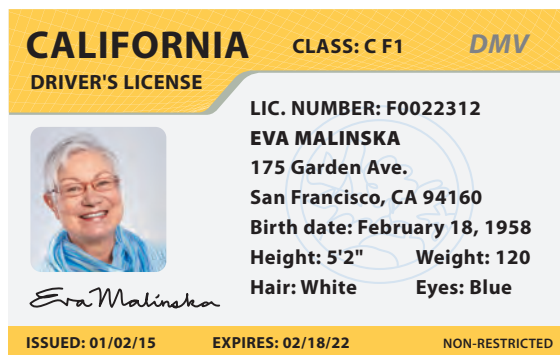 CALIFORNIA CLASS: C F1 DMV
DRIVER'S LICENSE
LIC. NUMBER: F0022312
EVA MALINSKA
175 Garden Ave.
San Francisco, CA 94160
Birth date: February 18, 1958
Height: 5'2" Weight: 120
Hair: White Eyes: Blue
Eva Malinska
ISSUED: 01/02/15 EXPIRES: 02/18/22 NON-RESTRICTED